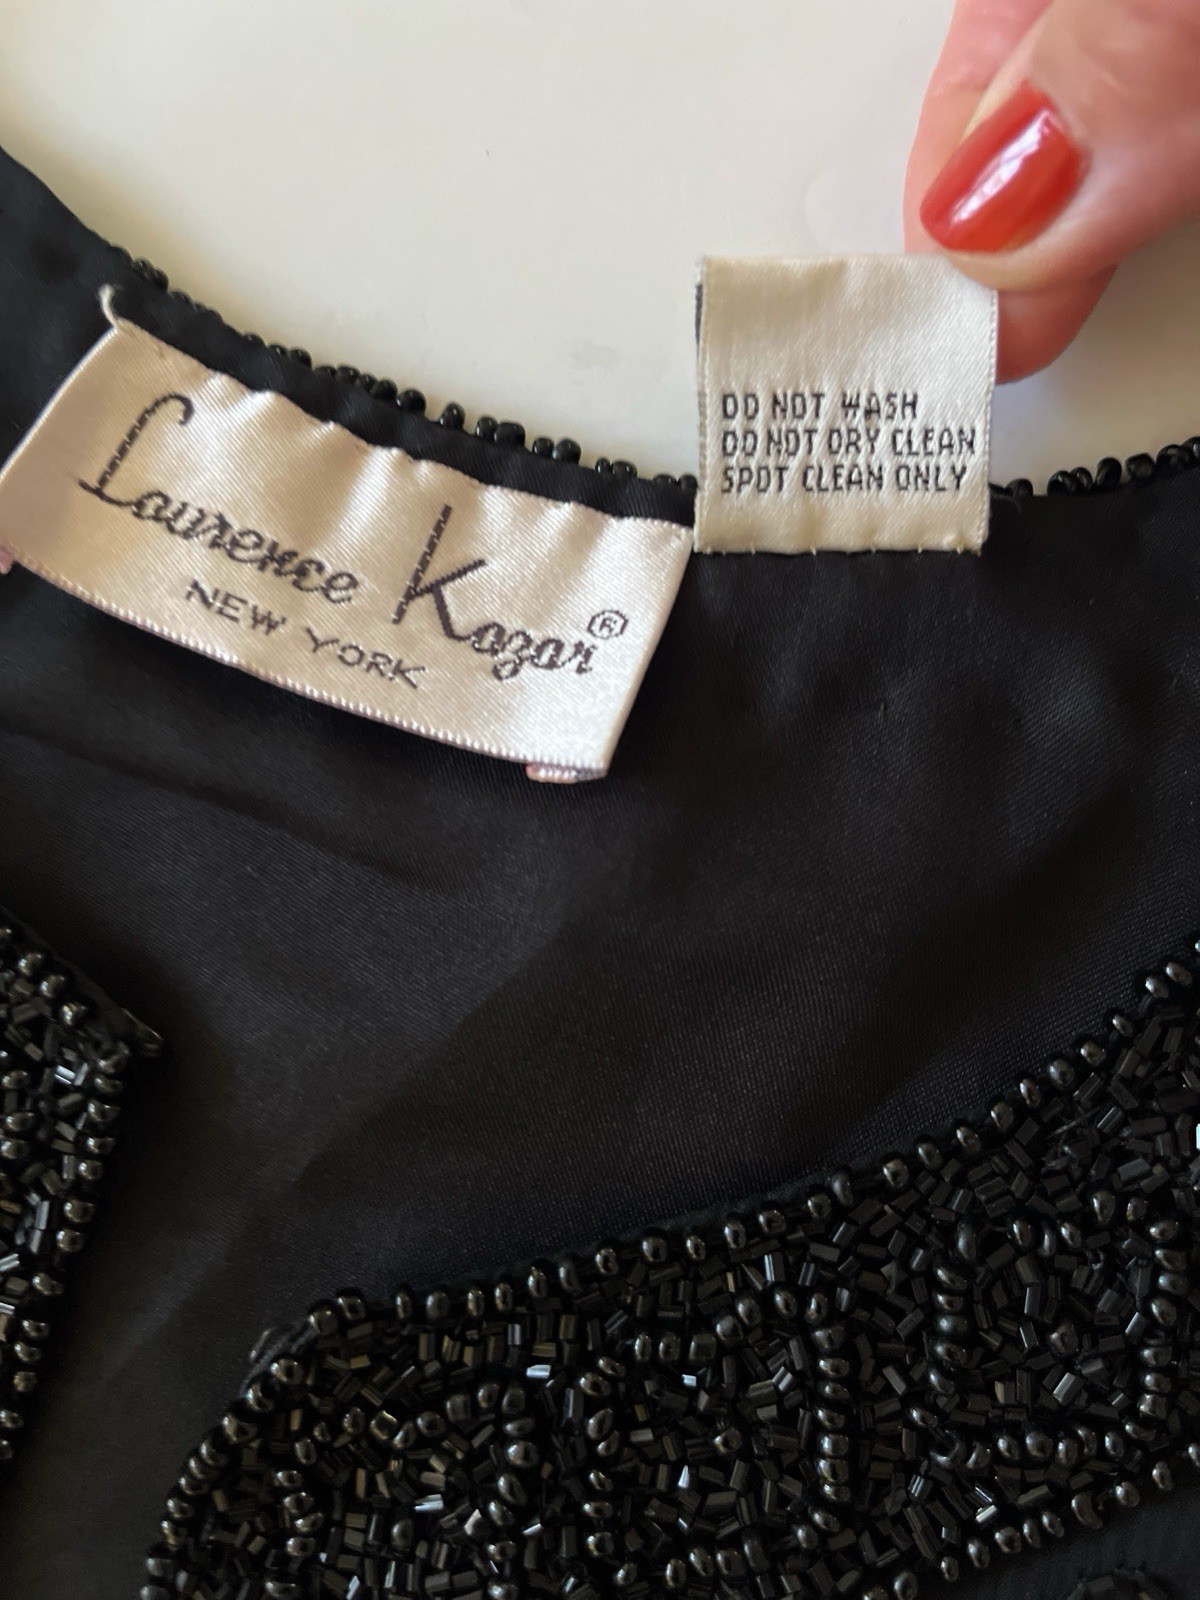 Laurence Kazar®
NEW YORK
DO NOT WASH
DO NOT DRY CLEAN
SPOT CLEAN ONLY